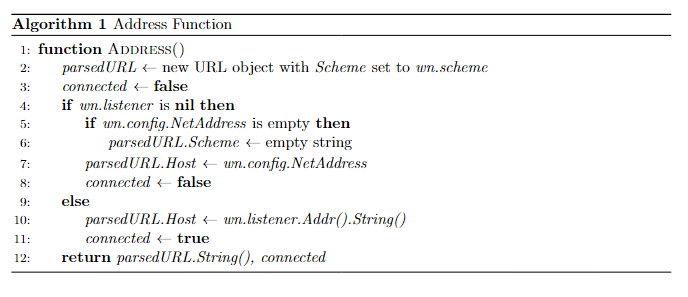 Algorithm 1 Address Function
1: function ADDRESS()
2: parsedURL ← new URL object with Scheme set to wn.scheme
3: connected ← false
4: if wn.listener is nil then
5: if wn.config.NetAddress is empty then
6: parsedURL.Scheme ← empty string
7: parsedURL.Host ← wn.config.NetAddress
8: connected ← false
9: else
10: parsedURL.Host ← wn.listener.Addr().String()
11: connected ← true
12: return parsedURL.String(), connected